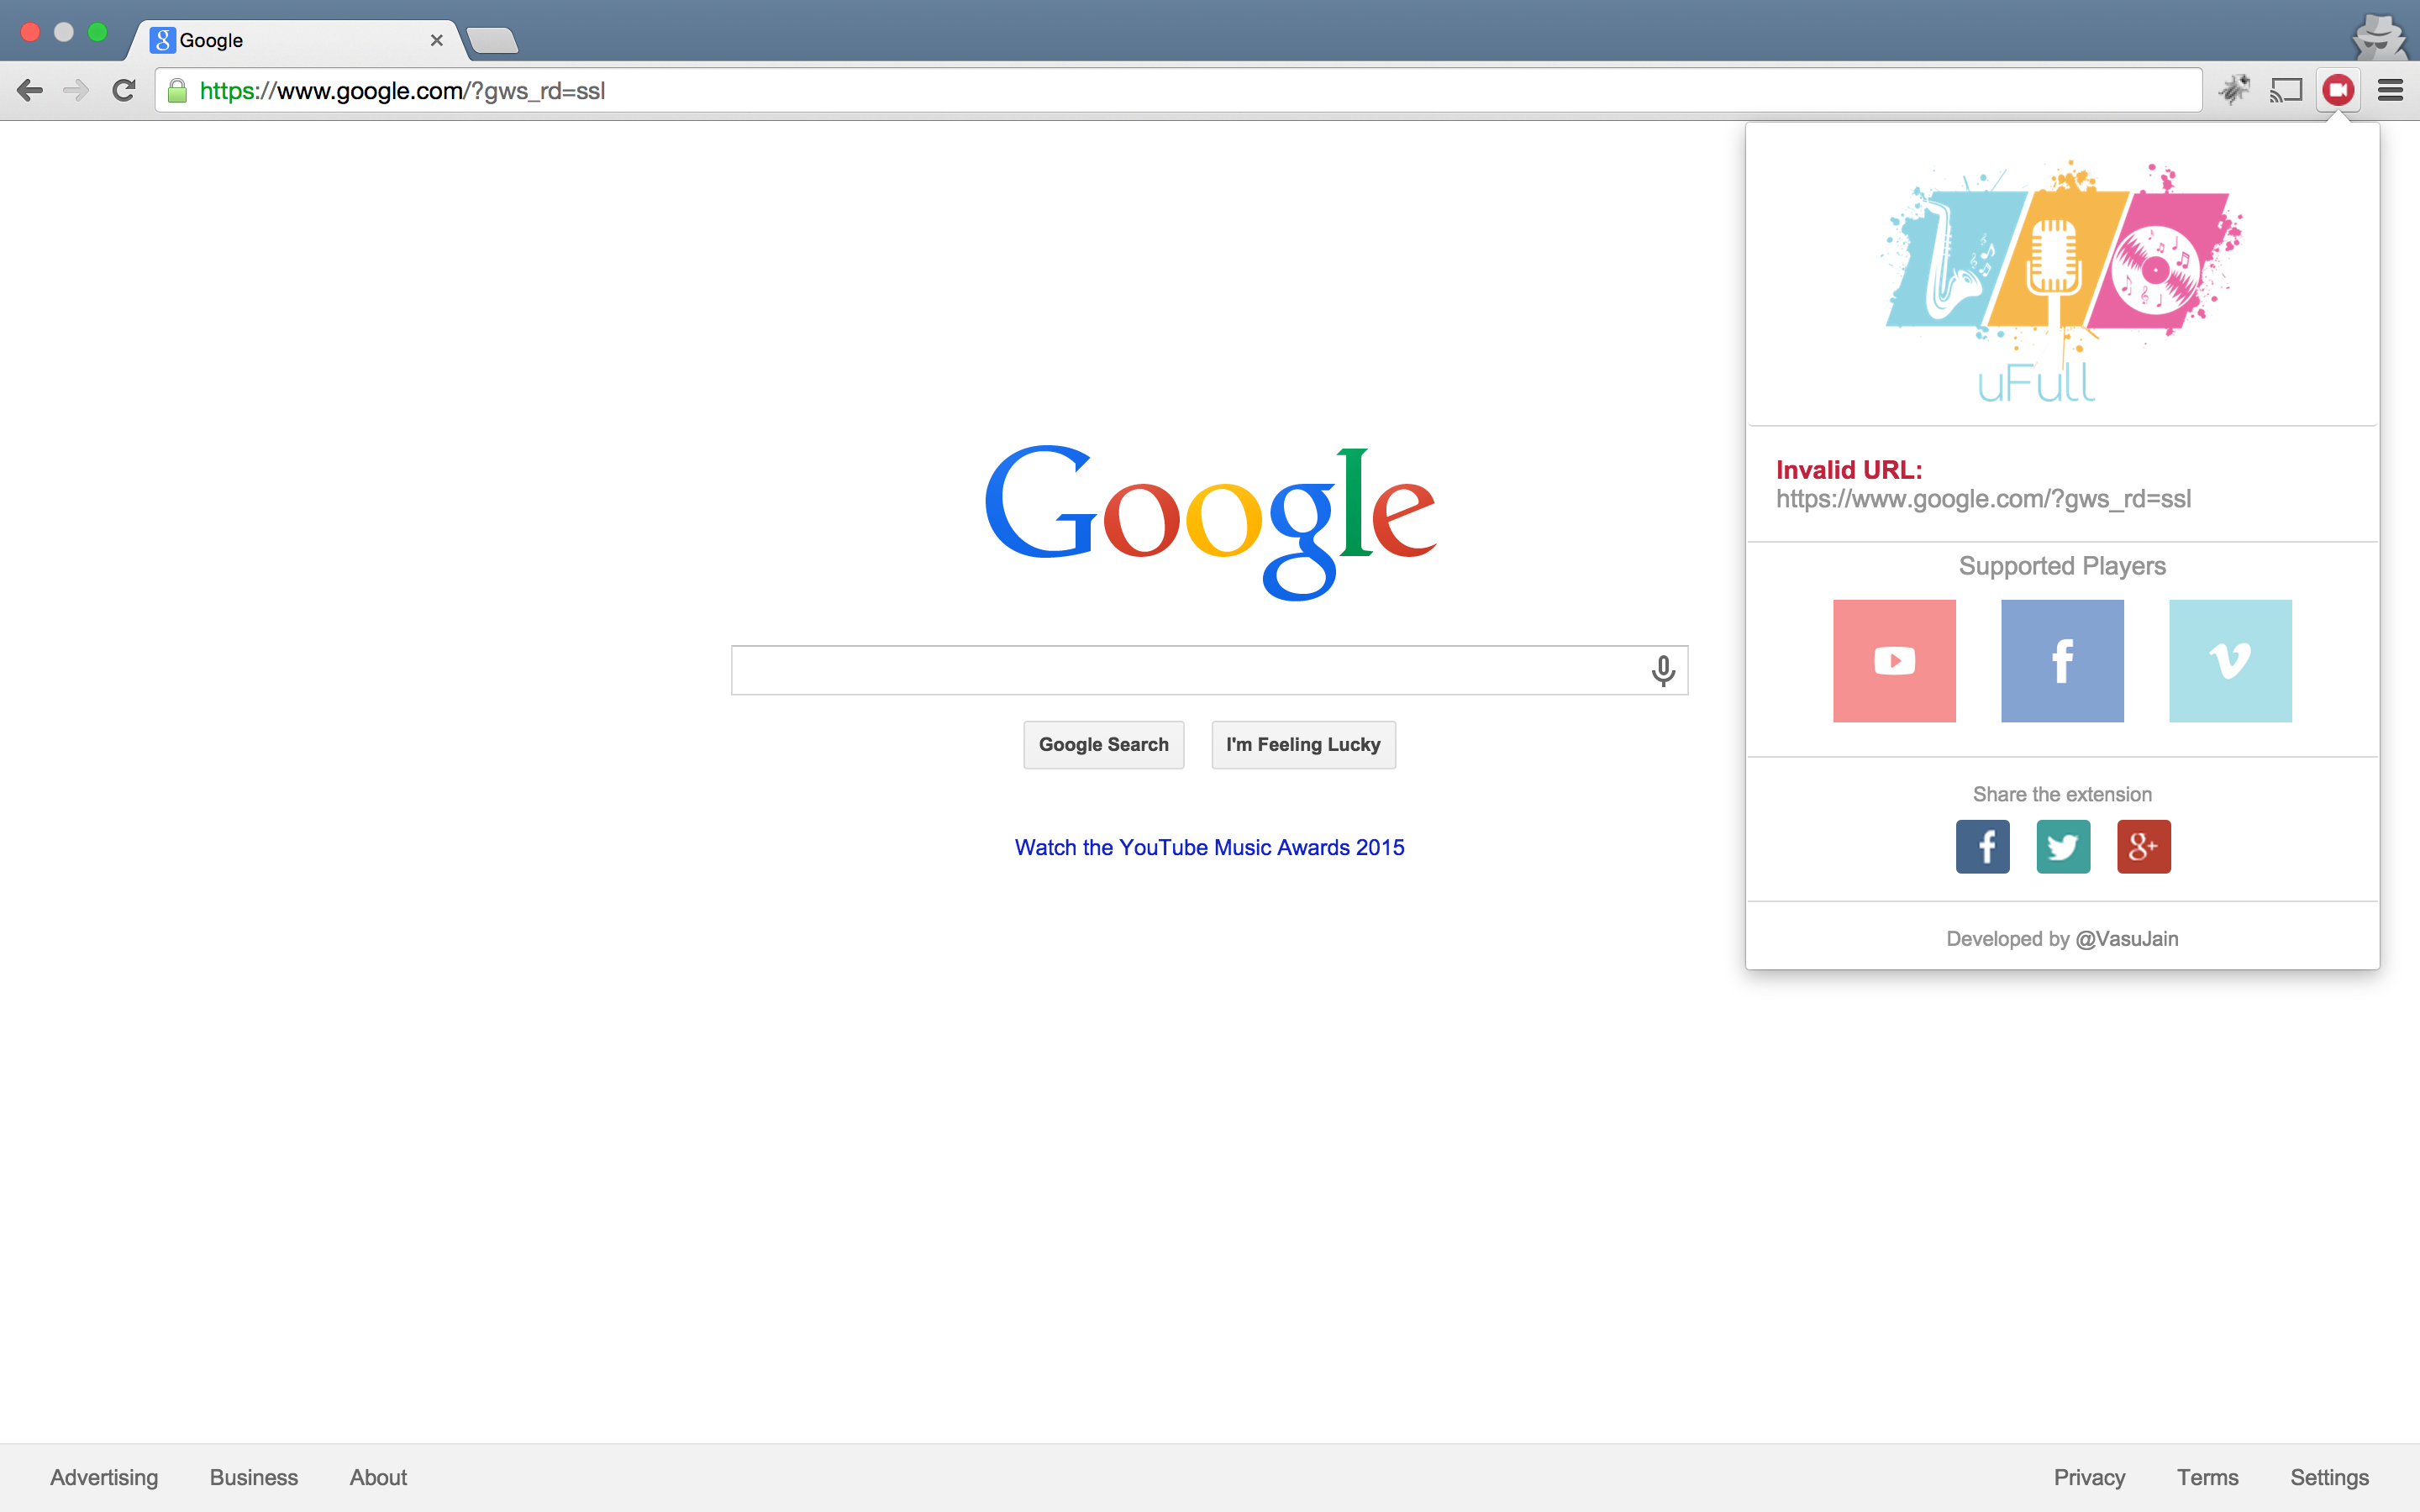 Google
https://www.google.com/?gws_rd=ssl
uFull
Invalid URL:
https://www.google.com/?gws_rd=ssl
Supported Players
Google
Google Search
I'm Feeling Lucky
Share the extension
Watch the YouTube Music Awards 2015
Developed by @VasuJain
Advertising
Business
About
Privacy
Terms
Settings